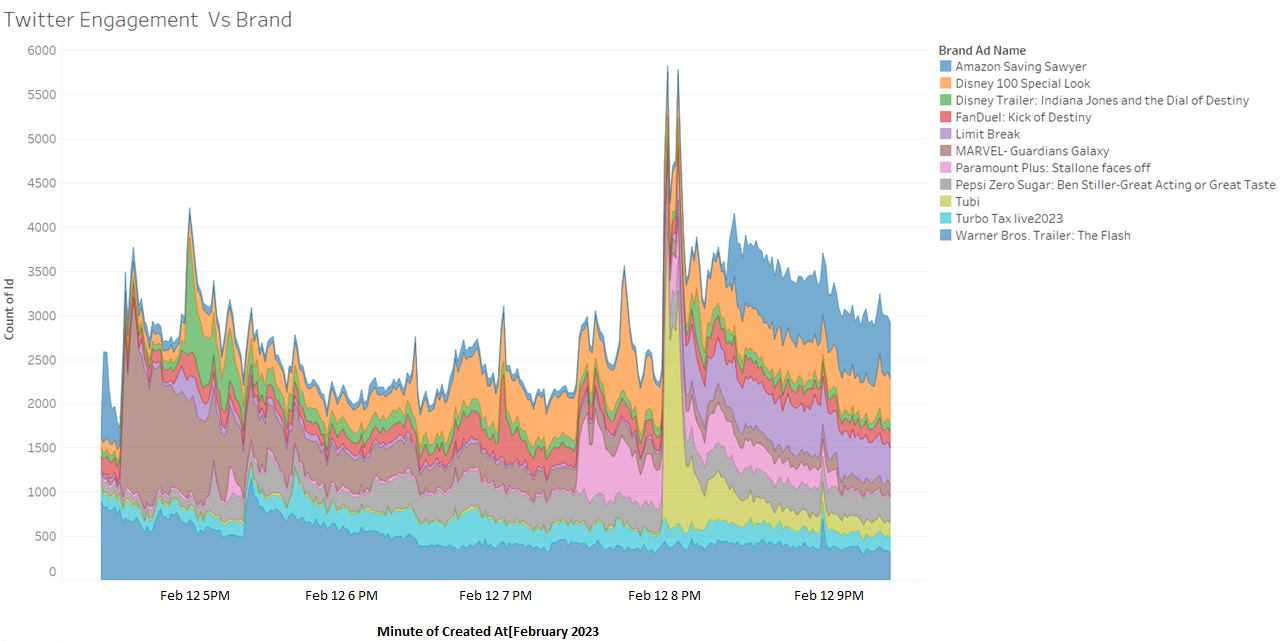 Twitter Engagement Vs Brand
6000
5500
5000
4500
4000
3500
3000
2500
2000
1500
1000
500
0
Count of Id
Feb 12 5PM
Feb 12 6 PM
Feb 12 7 PM
Feb 12 8 PM
Feb 12 9PM
Minute of Created At[February 2023
Brand Ad Name
Amazon Saving Sawyer
Disney 100 Special Look
Disney Trailer: Indiana Jones and the Dial of Destiny
FanDuel: Kick of Destiny
Limit Break
MARVEL- Guardians Galaxy
Paramount Plus: Stallone faces off
Pepsi Zero Sugar: Ben Stiller-Great Acting or Great Taste
Tubi
Turbo Tax live2023
Warner Bros. Trailer: The Flash